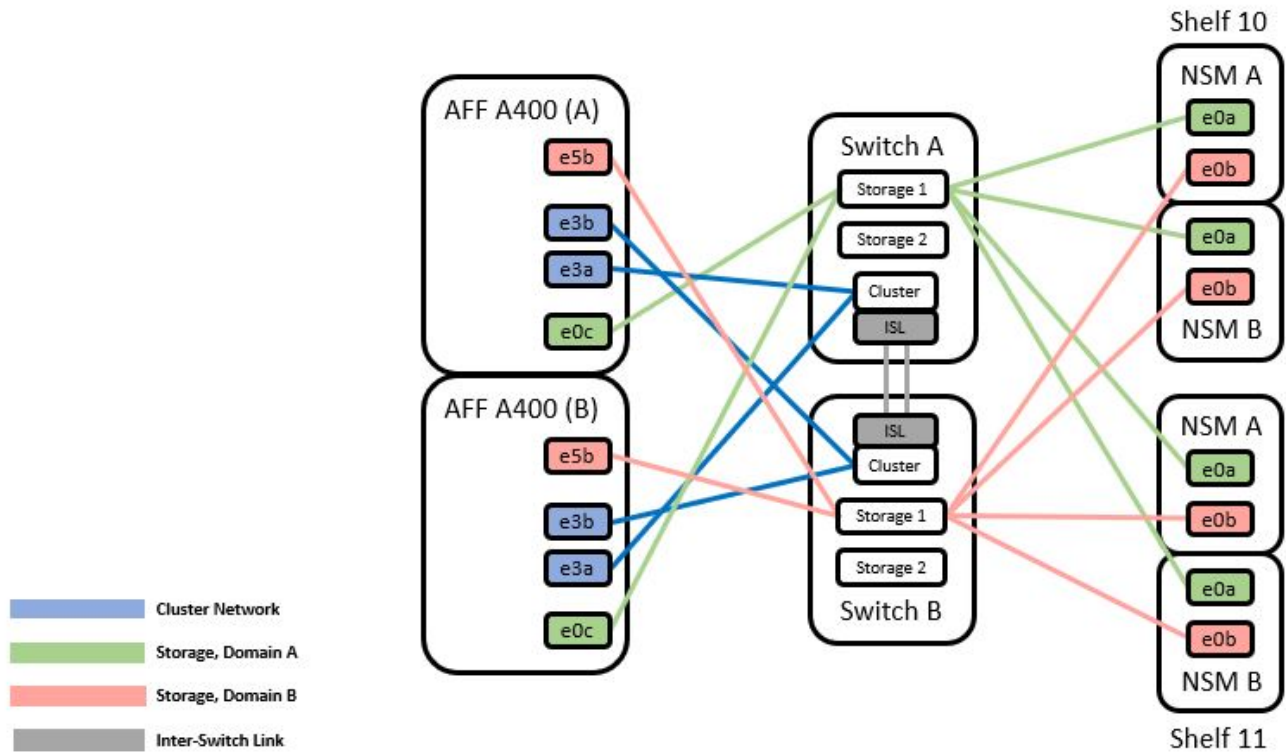 Shelf 10
AFF A400 (A)
e5b
e3b
e3a
e0c
AFF A400 (B)
e5b
e3b
e3a
e0c
Switch A
Storage 1
Storage 2
Cluster
ISL
ISL
Cluster
Storage 1
Storage 2
Switch B
NSM A
e0a
e0b
e0a
e0b
NSM B
NSM A
e0a
e0b
e0a
e0b
NSM B
Shelf 11
Cluster Network
Storage, Domain A
Storage, Domain B
Inter-Switch Link